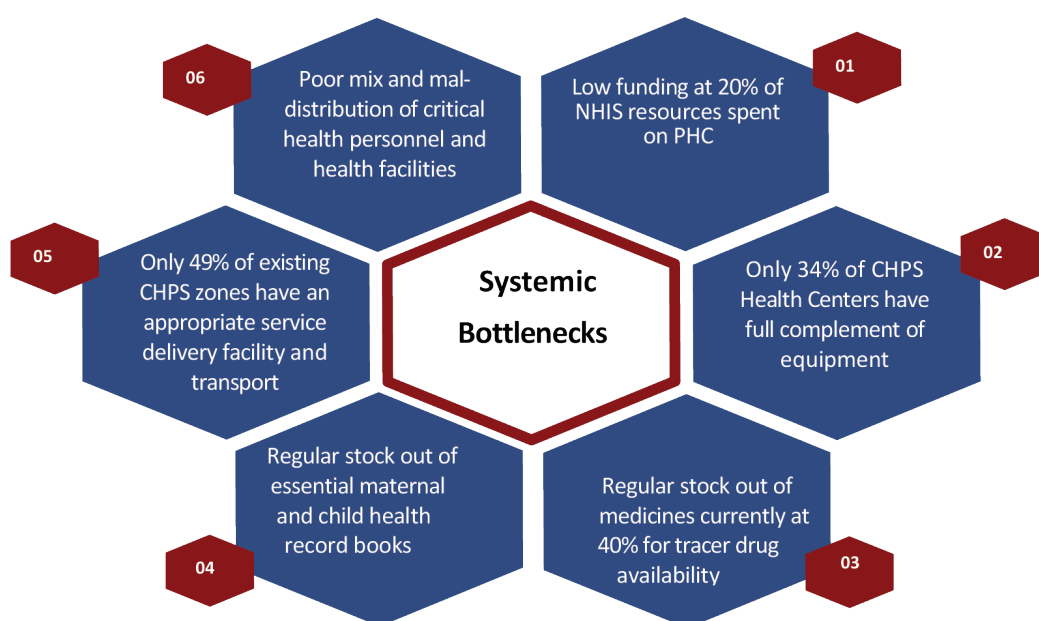 Systemic
Bottlenecks
01
Low funding at 20% of
NHIS resources spent
on PHC
02
Only 34% of CHPS
Health Centers have
full complement of
equipment
03
Regular stock out of
medicines currently at
40% for tracer drug
availability
04
Regular stock out of
essential maternal
and child health
record books
05
Only 49% of existing
CHPS zones have an
appropriate service
delivery facility and
transport
06
Poor mix and mal-
distribution of critical
health personnel and
health facilities